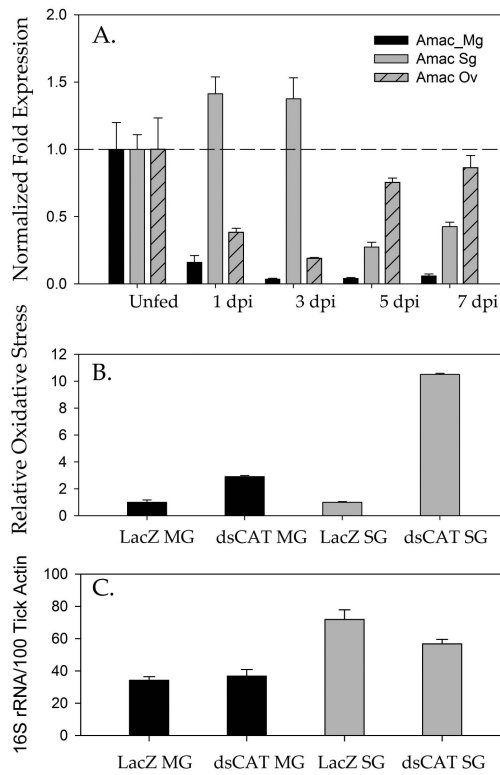 A.
Amac_Mg
Amac Sg
Amac Ov
Normalized Fold Expression
2.0
1.5
1.0
0.5
0.0
Unfed 1 dpi 3 dpi 5 dpi 7 dpi
B.
Relative Oxidative Stress
12
10
8
6
4
2
0
LacZ MG dsCAT MG LacZ SG dsCAT SG
C.
16S rRNA/100 Tick Actin
100
80
60
40
20
0
LacZ MG dsCAT MG LacZ SG dsCAT SG